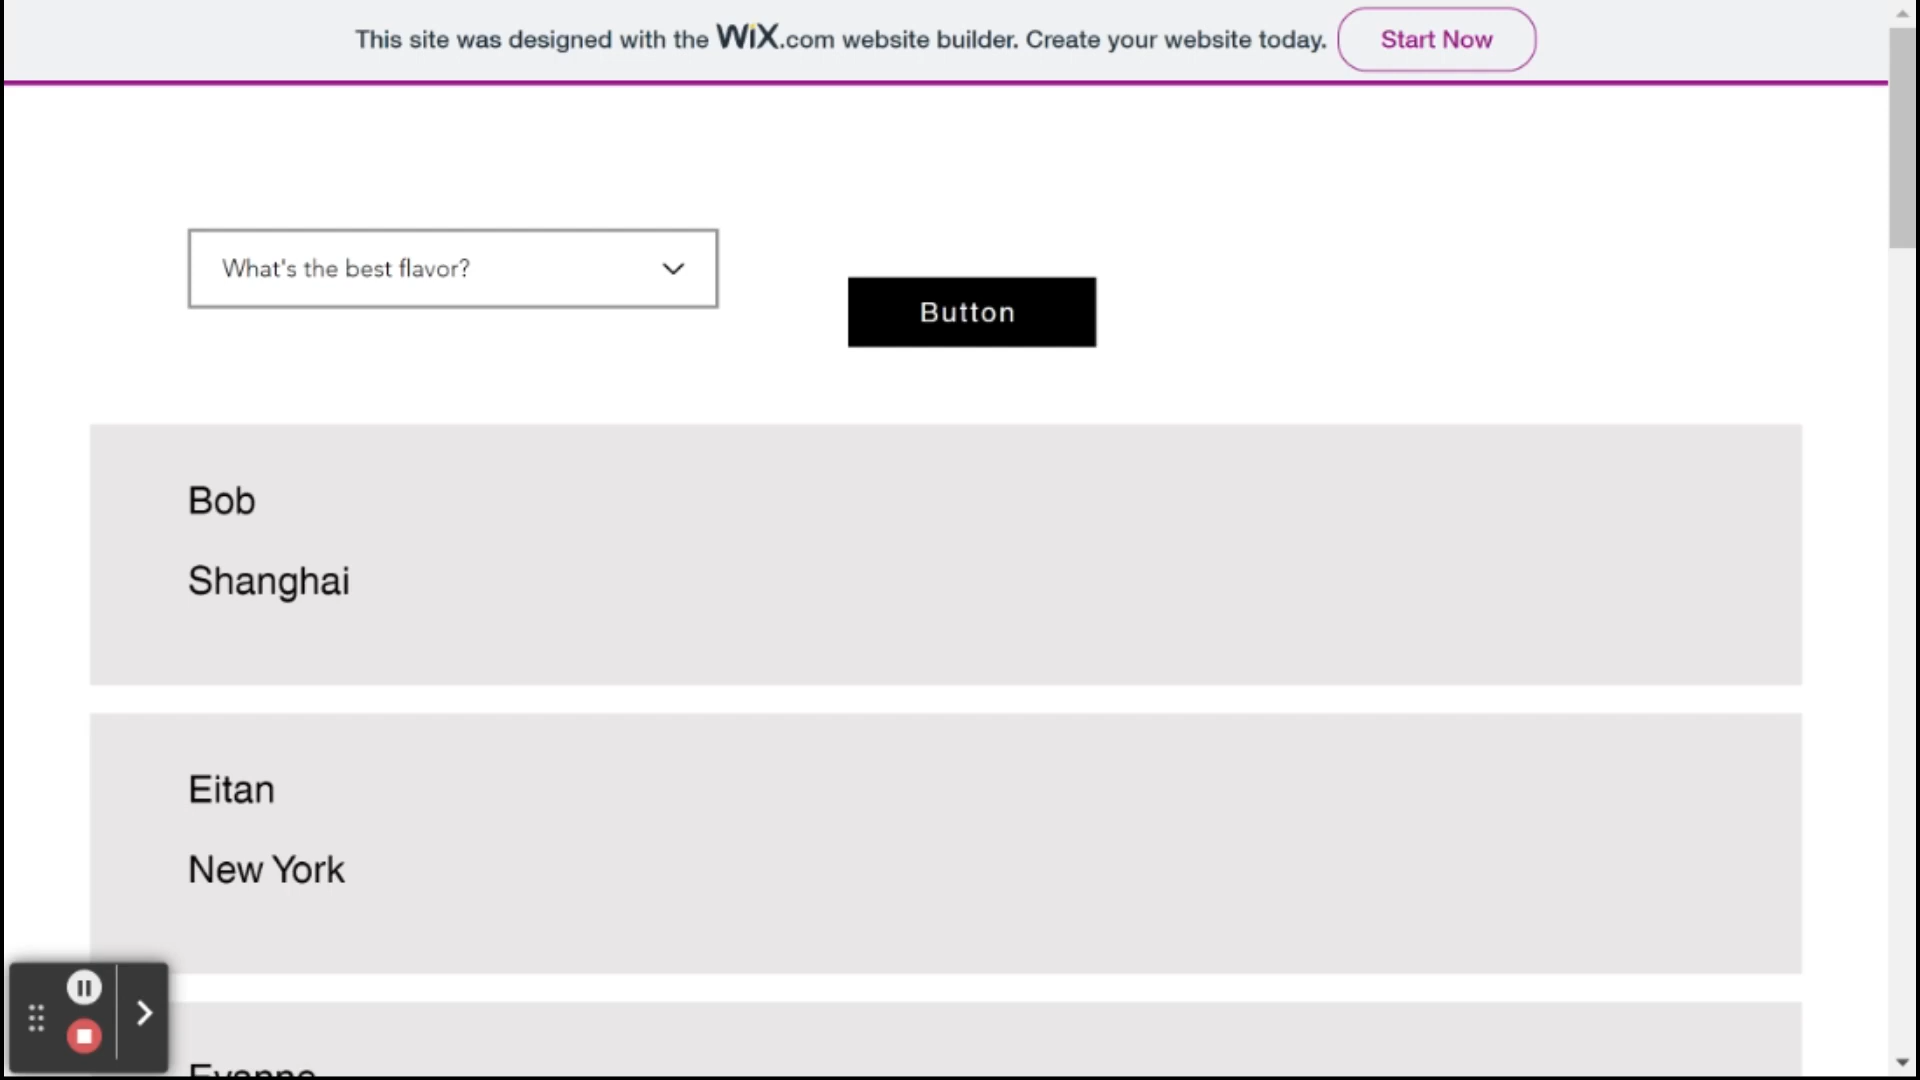 This site was designed with the WiX.com website builder. Create your website today. Start Now
What's the best flavor?
Button
Bob
Shanghai
Eitan
New York